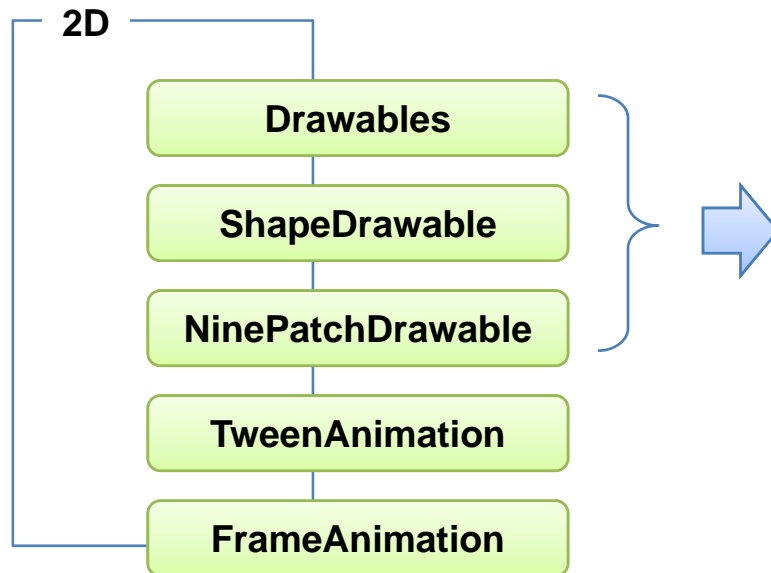 2D
Drawables
ShapeDrawable
NinePatchDrawable
TweenAnimation
FrameAnimation